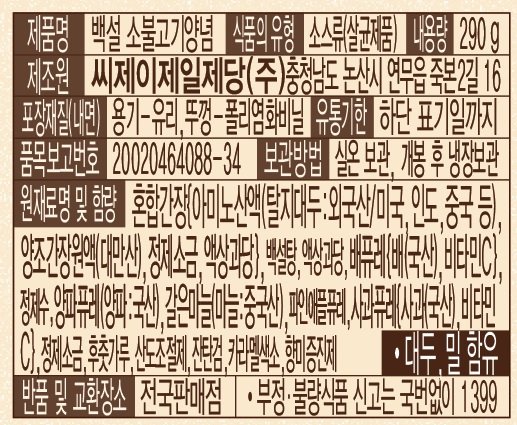 제품명 백설 소불고기양념 식품의 유형 소스류(살균제품) 내용량 290 g
제조원 씨제이제일제당(주)충청남도 논산시 연무읍 죽본2길 16
포장재질(내면) 용기-유리, 뚜껑-폴리염화비닐 유통기한 하단 표기일까지
품목보고번호 20020464088-34 보관방법 실온 보관, 개봉 후 냉장보관
원재료명 및 함량 혼합간장{아미노산액(탈지대두:외국산/미국, 인도, 중국 등),
양조간장원액(대만산), 정제소금, 액상과당}, 백설탕, 액상과당, 배퓨레{배(국산), 비타민C},
정제수, 양파퓨레(양파:국산), 갈은마늘(마늘:중국산), 파인애플퓨레, 사과퓨레{사과(국산), 비타민
C}, 정제소금, 후춧가루, 산도조절제, 잔탄검, 카라멜색소, 향미증진제 •대두, 밀 함유
반품 및 교환장소 전국판매점 •부정·불량식품 신고는 국번없이 1399